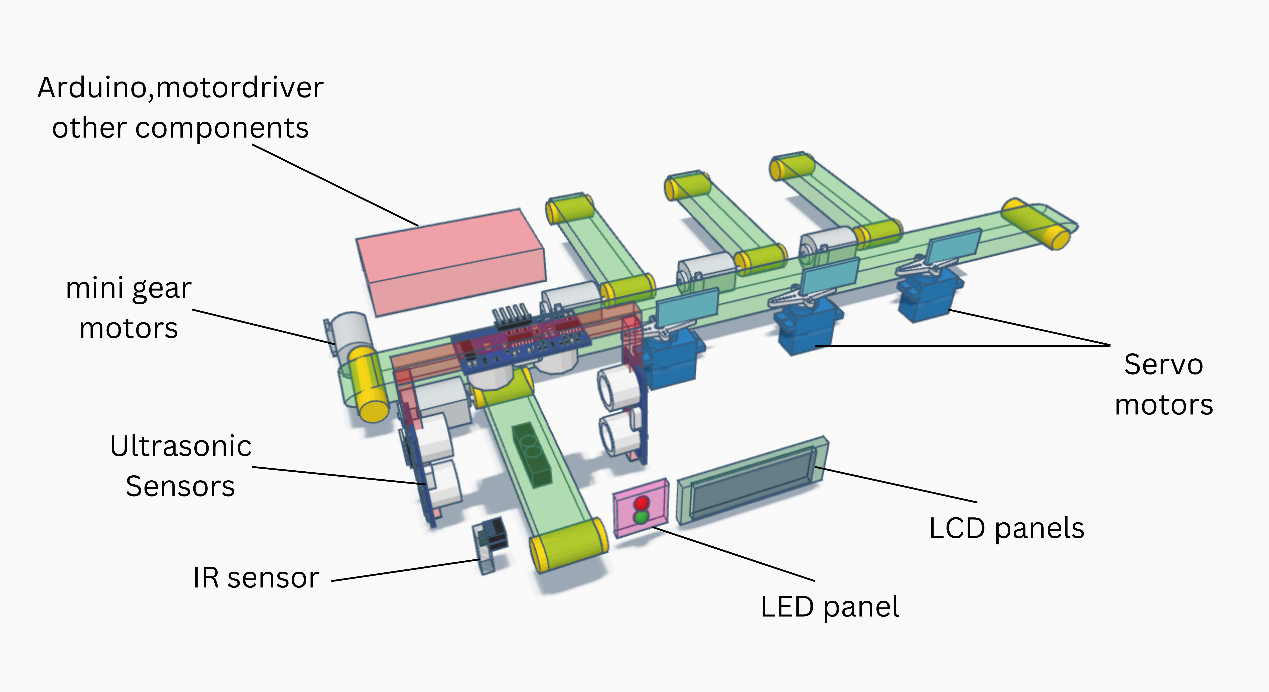 Arduino,motordriver
other components
mini gear
motors
Ultrasonic
Sensors
IR sensor
Servo
motors
LCD panels
LED panel